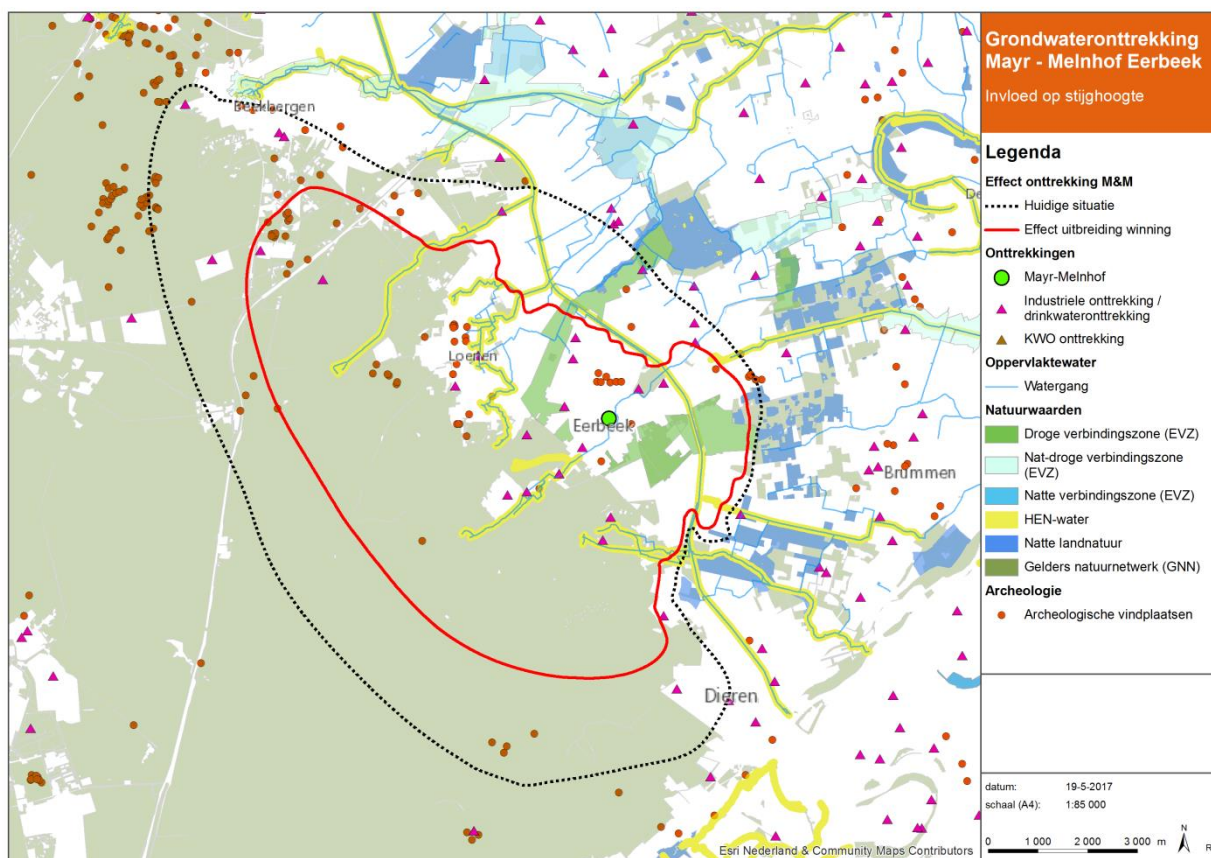 Grondwateronttrekking
Mayr - Melnhof Eerbeek
Invloed op stijghoogte
Legenda
Effect onttrekking M&M
Huidige situatie
Effect uitbreiding winning
Onttrekkingen
Mayr-Melnhof
Industriele onttrekking /
drinkwateronttrekking
KWO onttrekking
Oppervlaktewater
Watergang
Natuurwaarden
Droge verbindingszone (EVZ)
Nat-droge verbindingszone
(EVZ)
Natte verbindingszone (EVZ)
HEN-water
Natte landnatuur
Gelders natuurnetwerk (GNN)
Archeologie
Archeologische vindplaatsen
datum: 19-5-2017
schaal (A4): 1:85 000
0 1 000 2 000 3 000 m
N
R
Beekbergen
De
Loenen
Eerbeek
Brummen
Dieren
Esri Nederland & Community Maps Contributors